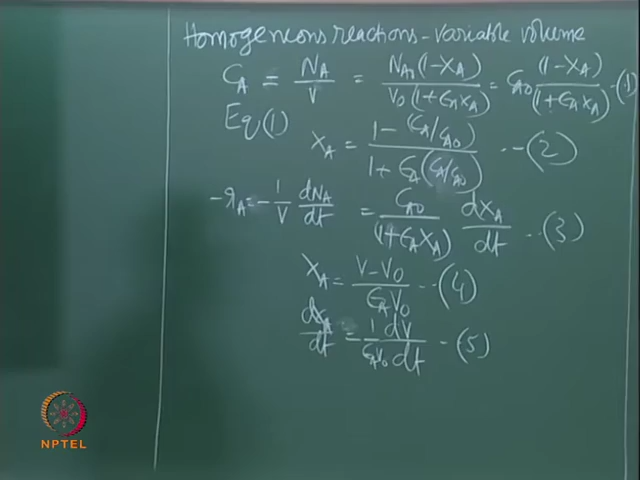 Homogeneous reactions - variable volume
C_A = N_A/V = N_A0(1-X_A)/V_0(1+ε_A X_A) = C_A0 (1-X_A)/(1+ε_A X_A) -(1)
Eq(1)
X_A = 1-(C_A/C_A0)/1+ε_A(C_A/C_A0) --(2)
-r_A = -1/V dN_A/dt = C_A0/(1+ε_A X_A) dX_A/dt --(3)
X_A = V-V_0/ε_A V_0 --(4)
dX_A/dt = 1/ε_A V_0 dV/dt -(5)
NPTEL